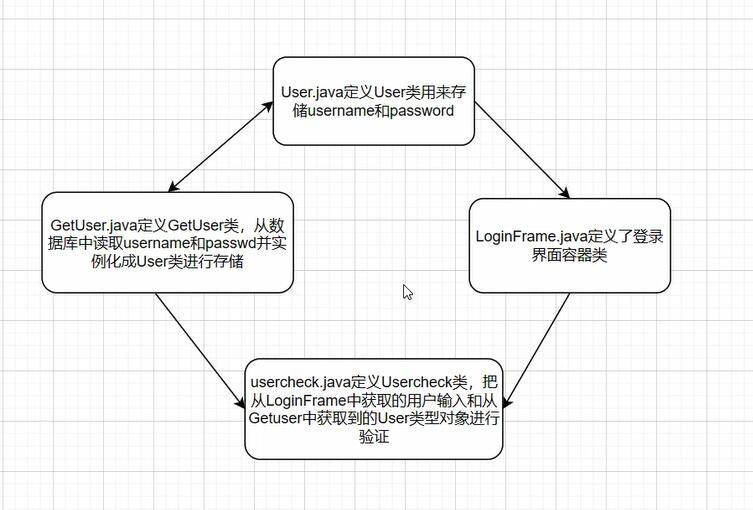 User.java定义User类用来存
储username和password
GetUser.java定义GetUser类，从数
据库中读取username和passwd并实
例化成User类进行存储
LoginFrame.java定义了登录
界面容器类
usercheck.java定义Usercheck类，把
从LoginFrame中获取的用户输入和从
Getuser中获取到的User类型对象进行
验证